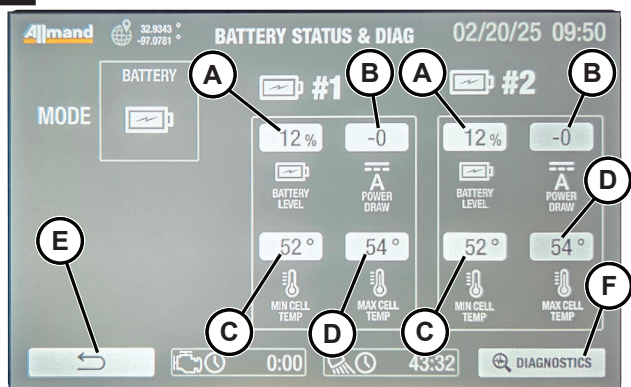 Allmand
32.9343 °
-97.0781 °
BATTERY STATUS & DIAG
02/20/25 09:50
A
B
A
B
BATTERY
#1
#2
MODE
12 %
-0
12 %
-0
BATTERY LEVEL
A
POWER DRAW
BATTERY LEVEL
A
POWER DRAW
D
E
52 °
54 °
52 °
54 °
F
MIN CELL TEMP
MAX CELL TEMP
MIN CELL TEMP
MAX CELL TEMP
C
D
C
0:00
43:32
DIAGNOSTICS